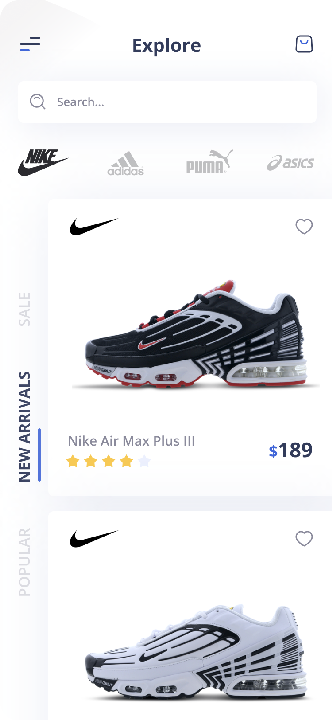 Explore
Search...
NIKE
adidas
PUMA
asics
SALE
NEW ARRIVALS
POPULAR
Nike Air Max Plus III
$189